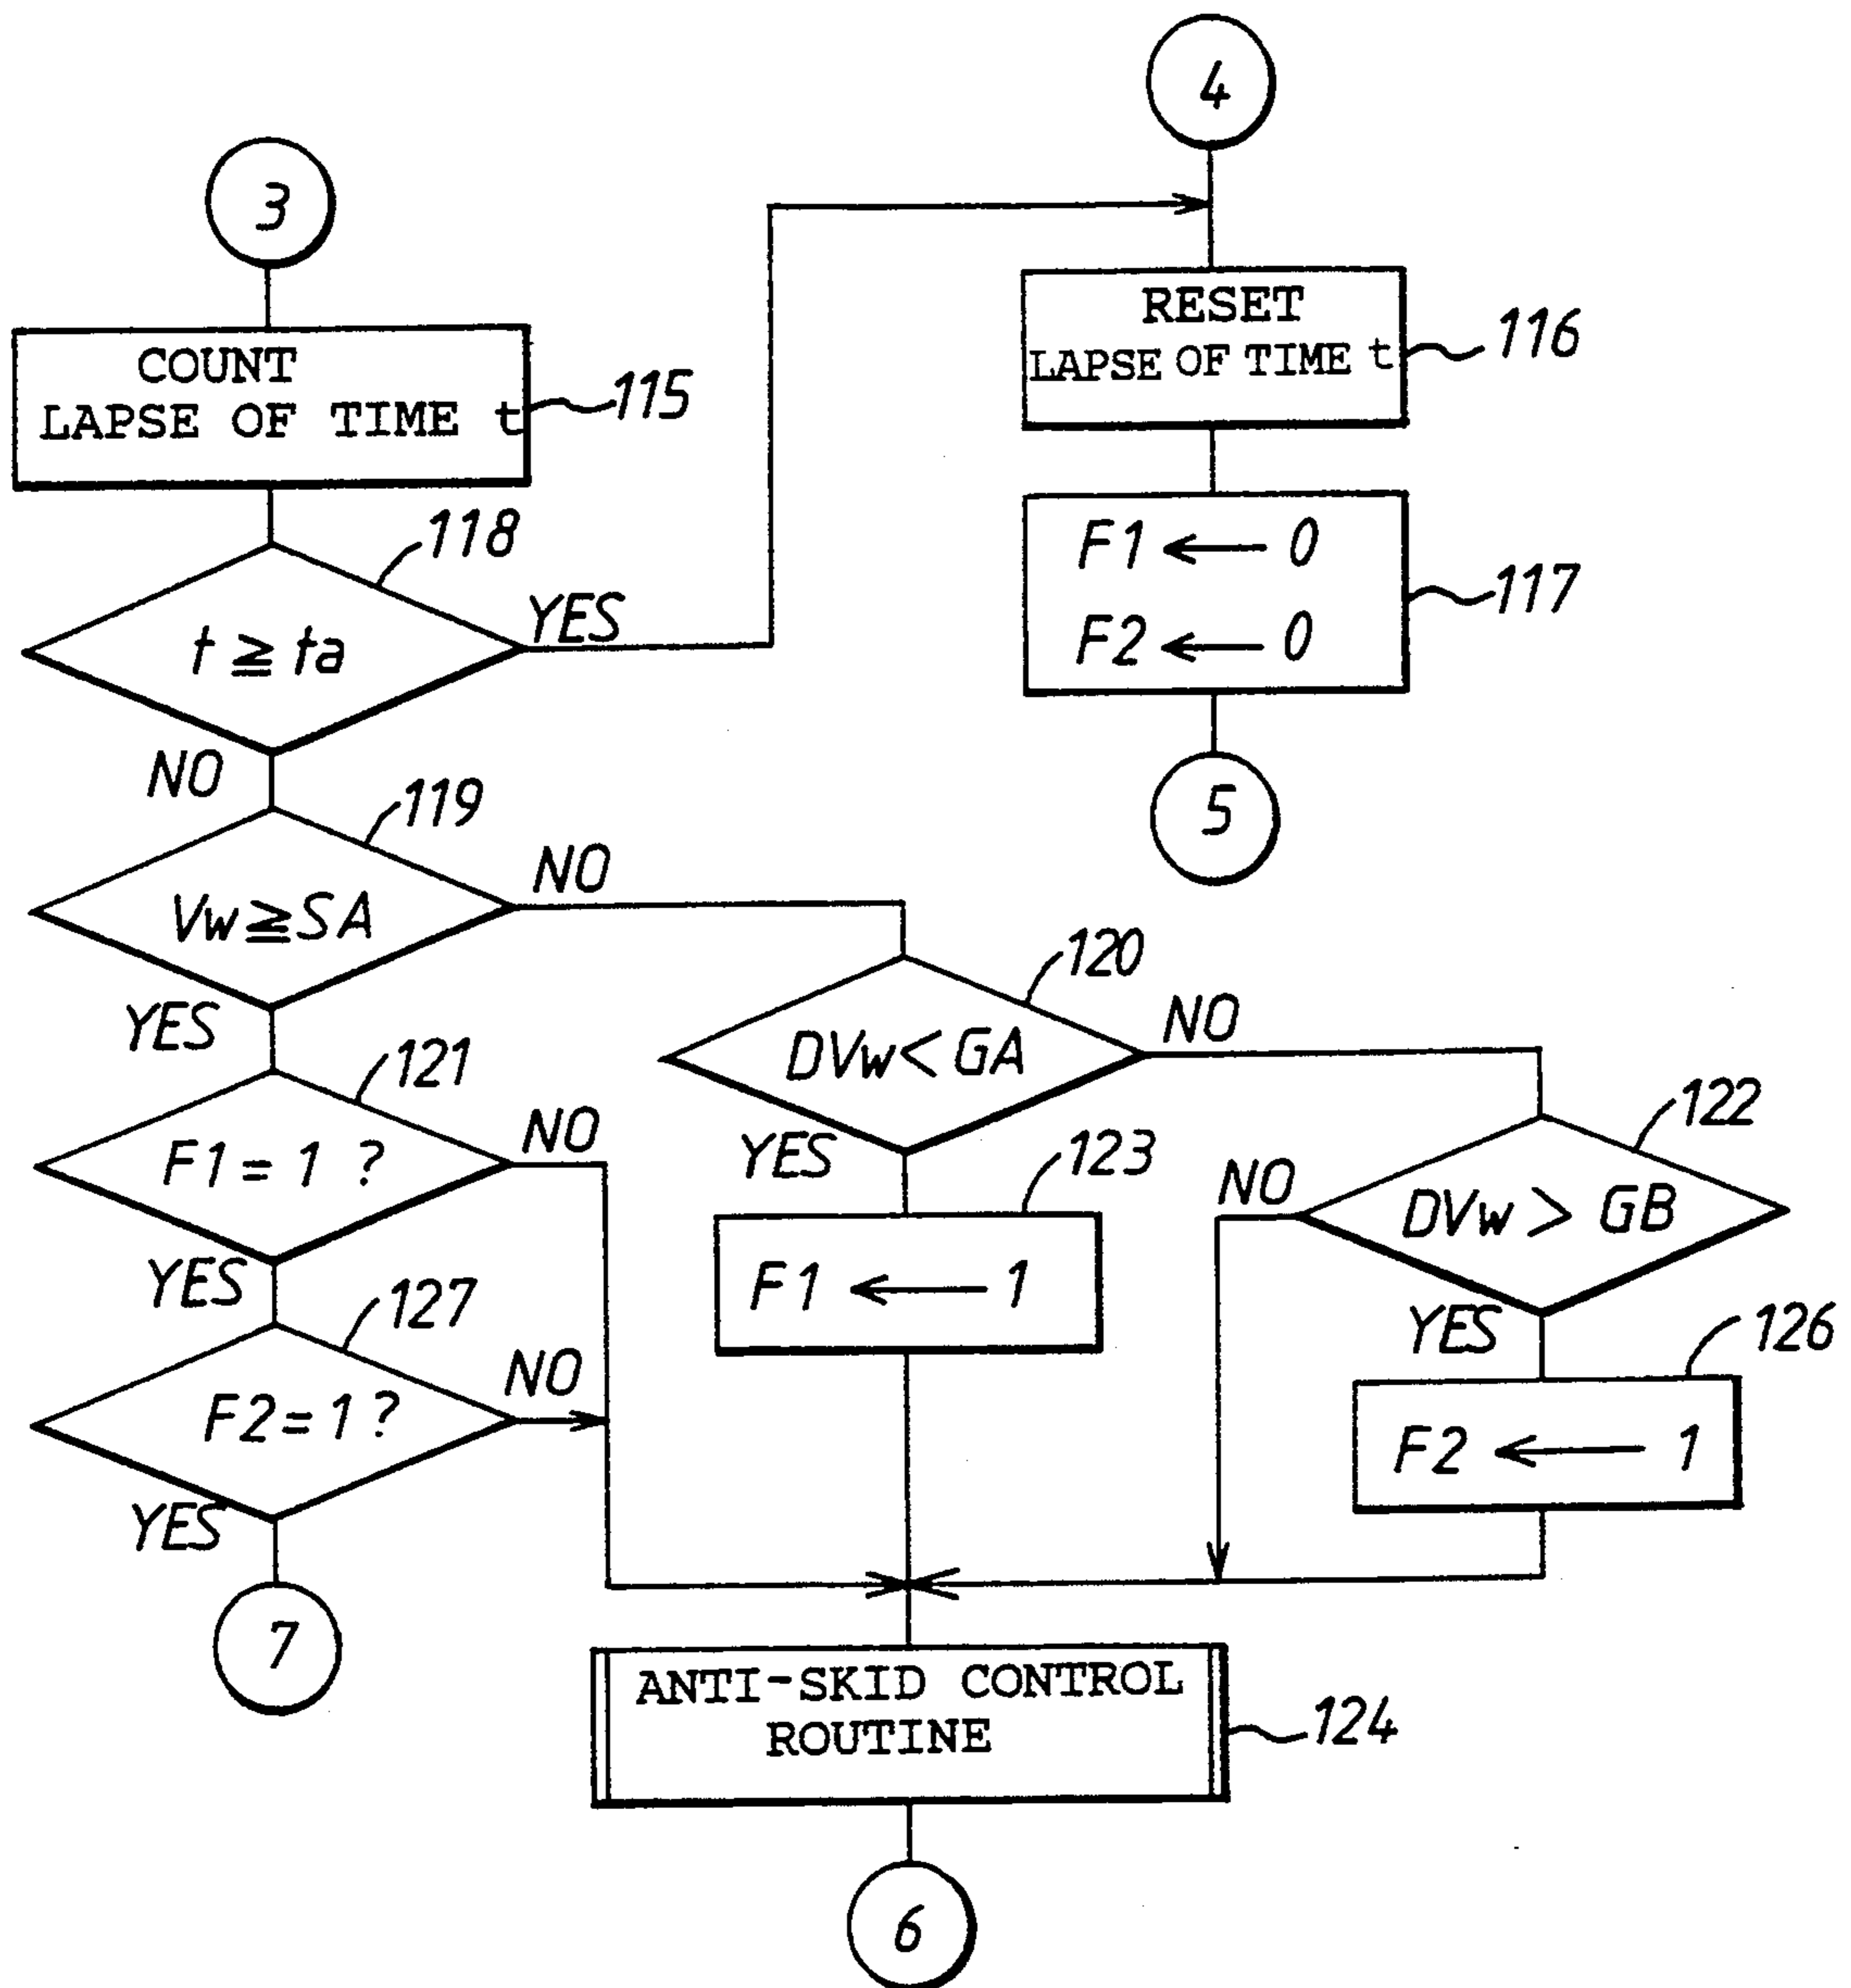 4
3
RESET
LAPSE OF TIME t
116
COUNT
LAPSE OF TIME t
115
F1 ← 0
F2 ← 0
117
118
t ≧ ta
YES
NO
5
119
Vw ≧ SA
NO
YES
120
DVw < GA
NO
YES
121
F1 = 1 ?
NO
YES
122
DVw > GB
NO
YES
123
F1 ← 1
126
F2 ← 1
127
F2 = 1 ?
NO
YES
7
ANTI-SKID CONTROL
ROUTINE
124
6